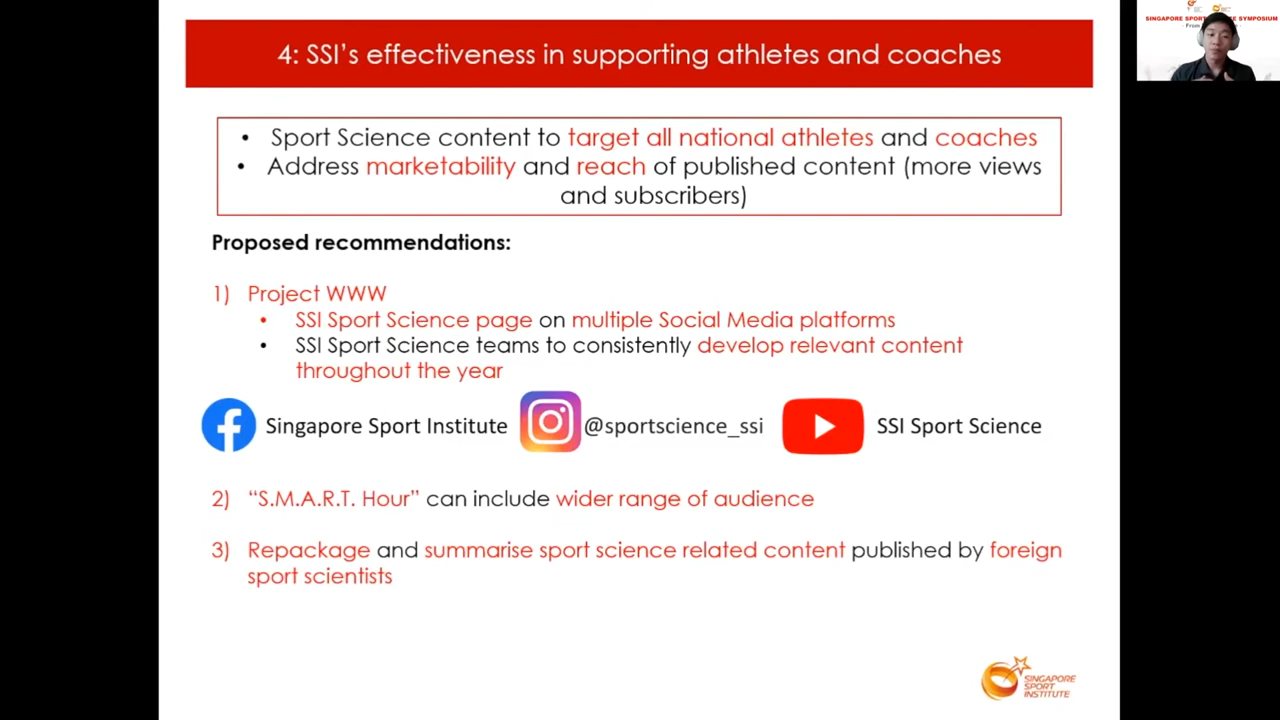 4: SSI's effectiveness in supporting athletes and coaches
• Sport Science content to target all national athletes and coaches
• Address marketability and reach of published content (more views
and subscribers)
Proposed recommendations:
1) Project WWW
• SSI Sport Science page on multiple Social Media platforms
• SSI Sport Science teams to consistently develop relevant content
throughout the year
Singapore Sport Institute @sportscience_ssi SSI Sport Science
2) “S.M.A.R.T. Hour” can include wider range of audience
3) Repackage and summarise sport science related content published by foreign
sport scientists
SINGAPORE
SPORT
INSTITUTE
SINGAPORE SPORT SYMPOSIUM
From